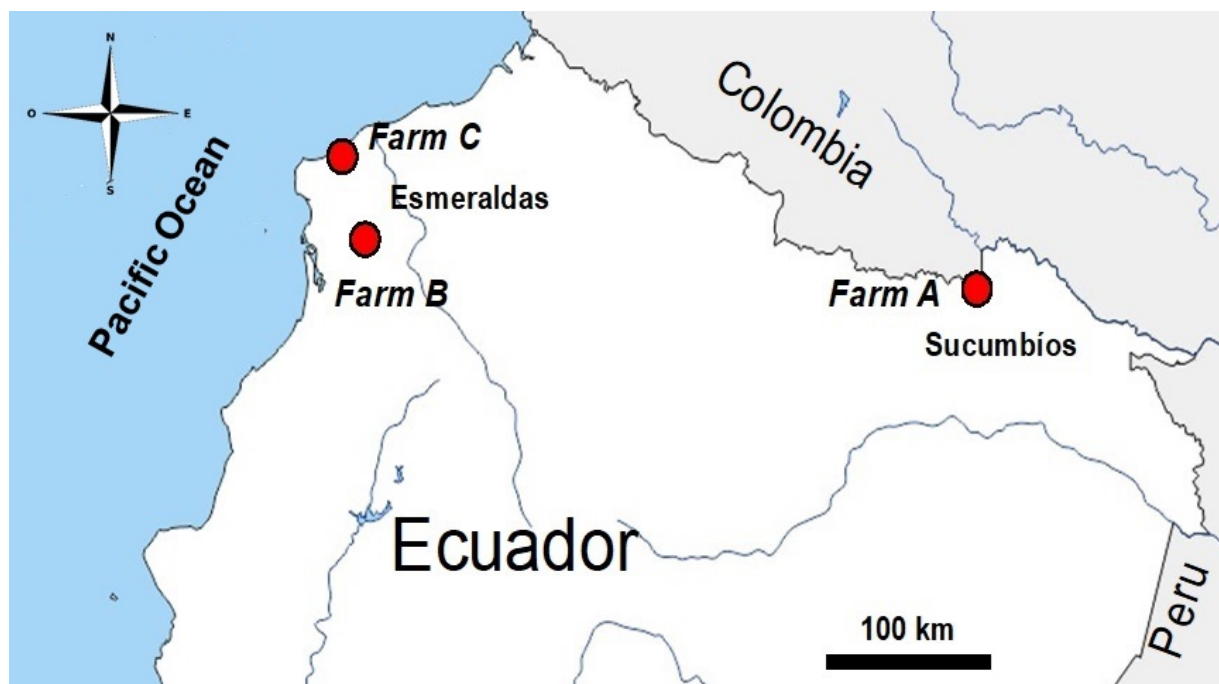 N
O
E
S
Pacific Ocean
Farm C
Esmeraldas
Farm B
Colombia
Farm A
Sucumbíos
Ecuador
Peru
100 km